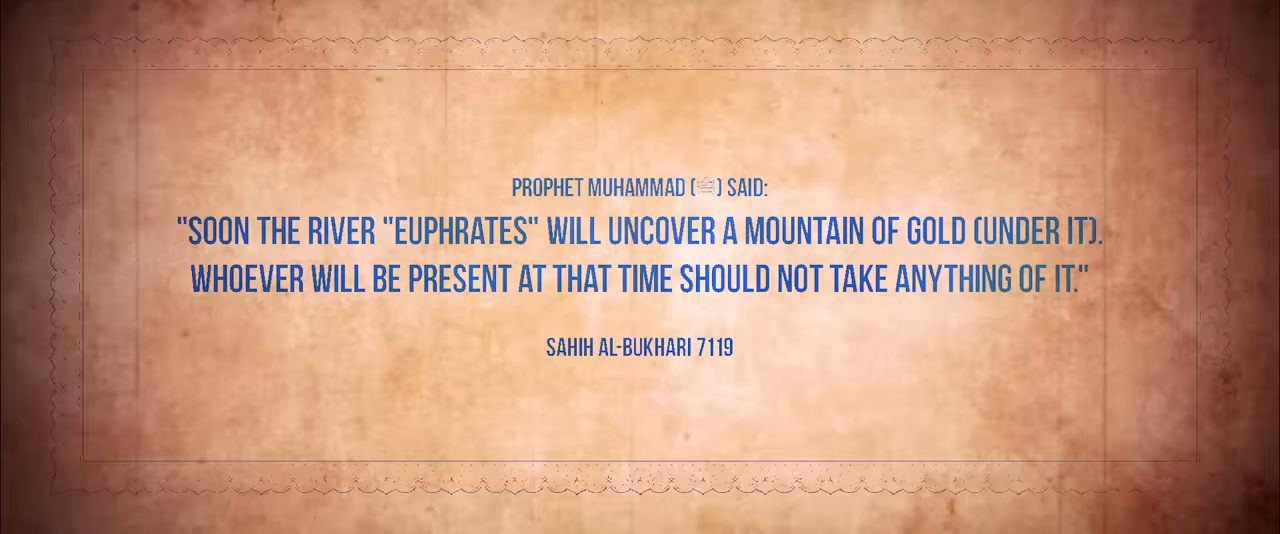 PROPHET MUHAMMAD (ﷺ) SAID:
"SOON THE RIVER "EUPHRATES" WILL UNCOVER A MOUNTAIN OF GOLD (UNDER IT).
WHOEVER WILL BE PRESENT AT THAT TIME SHOULD NOT TAKE ANYTHING OF IT."
SAHIH AL-BUKHARI 7119